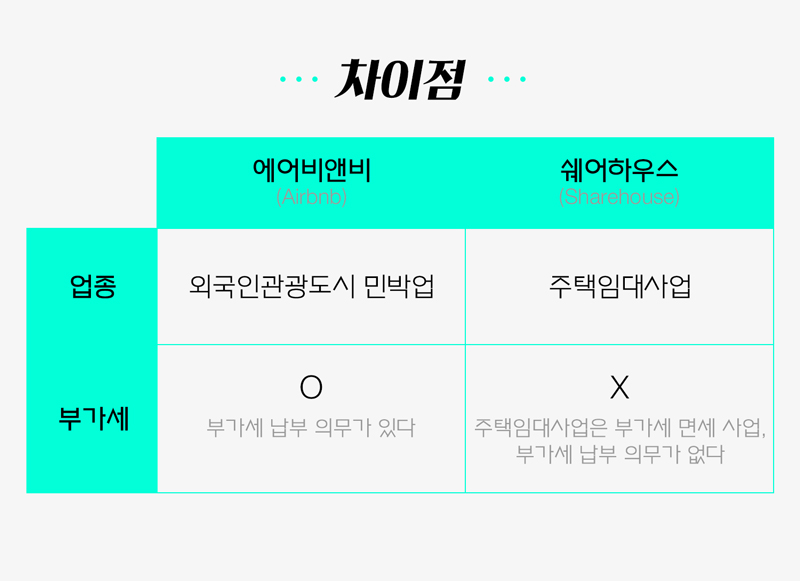 차이점
에어비앤비
(Airbnb)
쉐어하우스
(Sharehouse)
업종
외국인관광도시 민박업
주택임대사업
부가세
O
부가세 납부 의무가 있다
X
주택임대사업은 부가세 면세 사업,
부가세 납부 의무가 없다